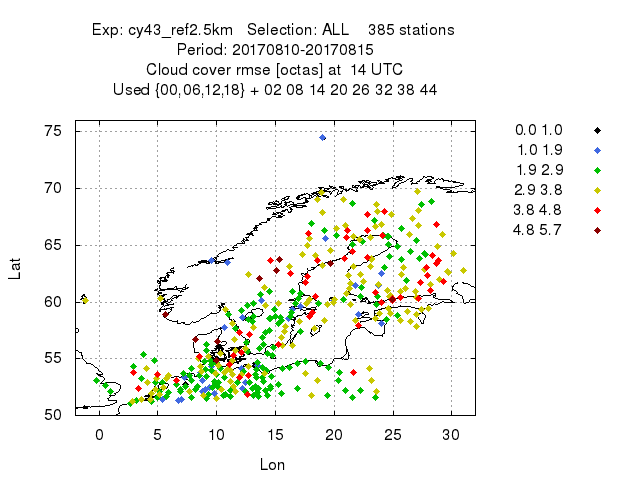 Exp: cy43_ref2.5km Selection: ALL 385 stations
Period: 20170810-20170815
Cloud cover rmse [octas] at 14 UTC
Used {00,06,12,18} + 02 08 14 20 26 32 38 44
75
70
65
60
55
50
Lat
0 5 10 15 20 25 30
Lon
0.0 1.0
1.0 1.9
1.9 2.9
2.9 3.8
3.8 4.8
4.8 5.7